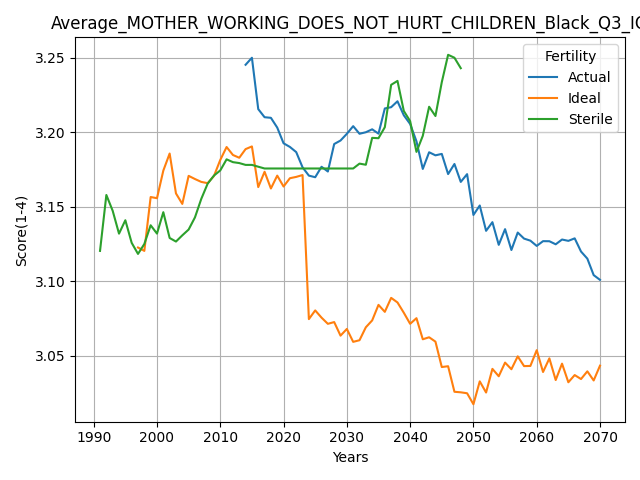 Average_MOTHER_WORKING_DOES_NOT_HURT_CHILDREN_Black_Q3_IC
Fertility
Actual
Ideal
Sterile
Score(1-4)
3.25
3.20
3.15
3.10
3.05
1990
2000
2010
2020
2030
2040
2050
2060
2070
Years